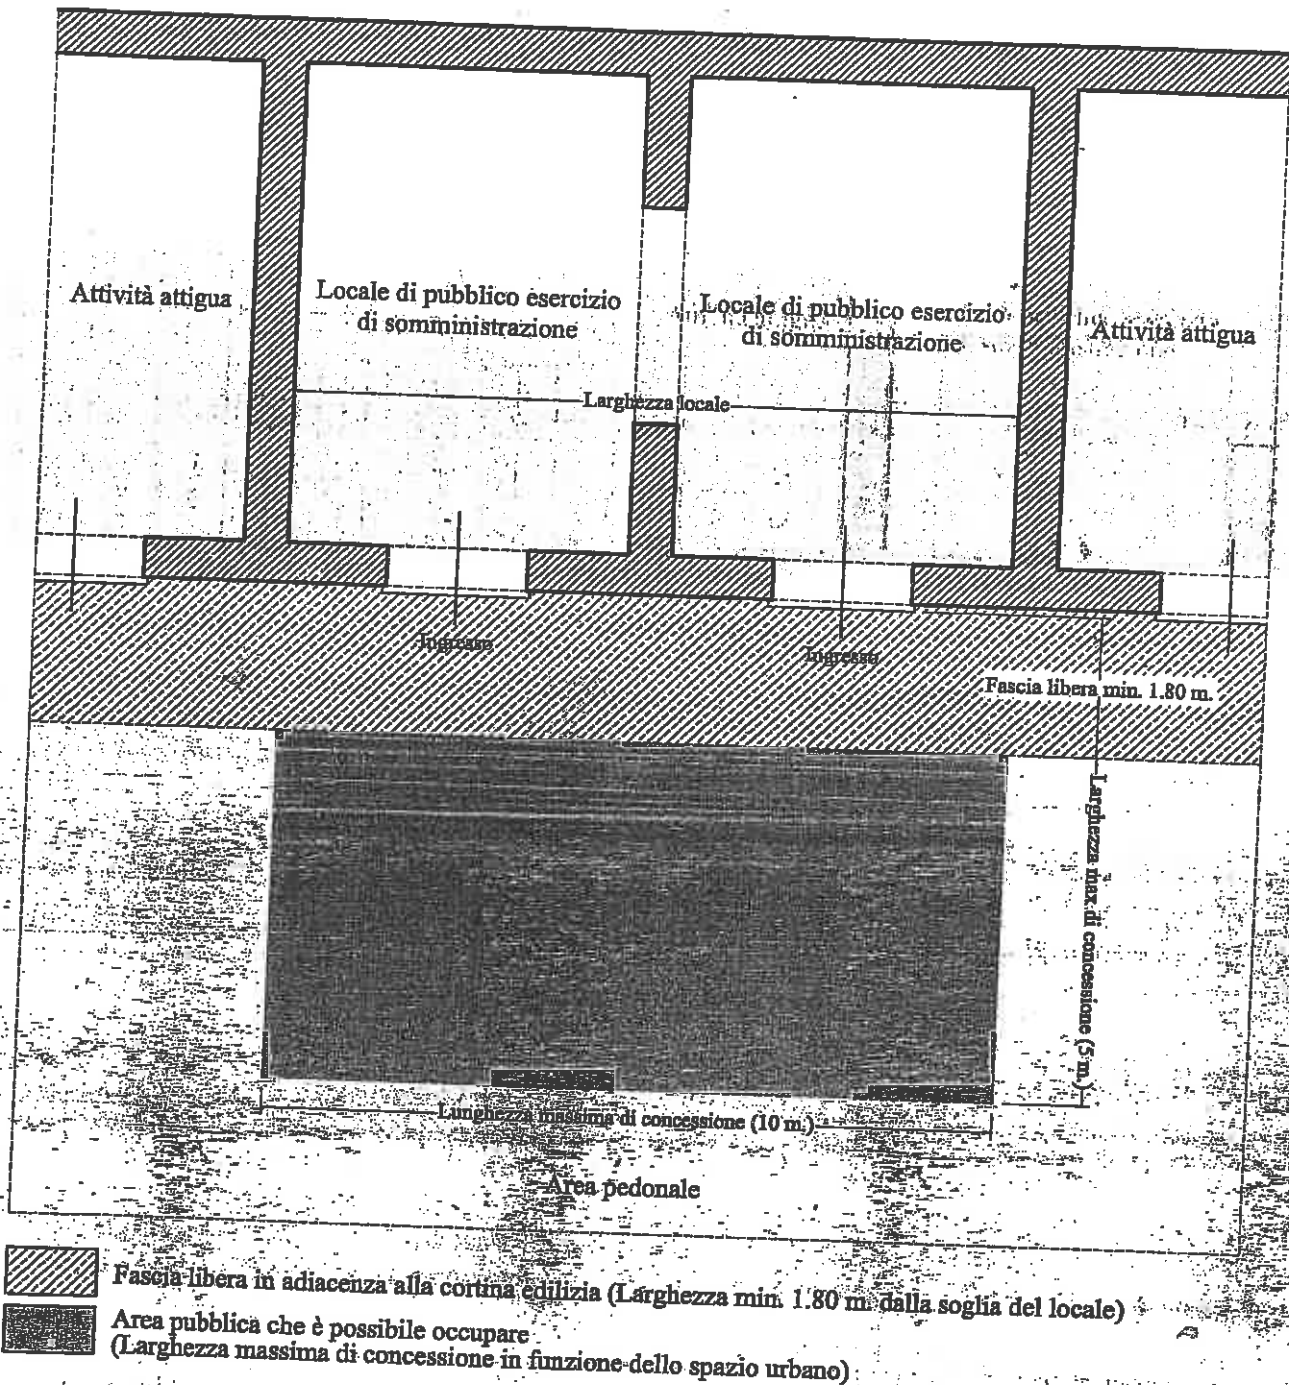 Attività attigua
Locale di pubblico esercizio
di somministrazione
Locale di pubblico esercizio
di somministrazione
Attività attigua
Larghezza locale
Ingresso
Ingresso
Fascia libera min. 1.80 m.
Larghezza max di concessione (5 m.)
Lunghezza massima di concessione (10 m.)
Area pedonale
Fascia libera in adiacenza alla cortina edilizia (Larghezza min. 1.80 m. dalla soglia del locale)
Area pubblica che è possibile occupare
(Larghezza massima di concessione in funzione dello spazio urbano)